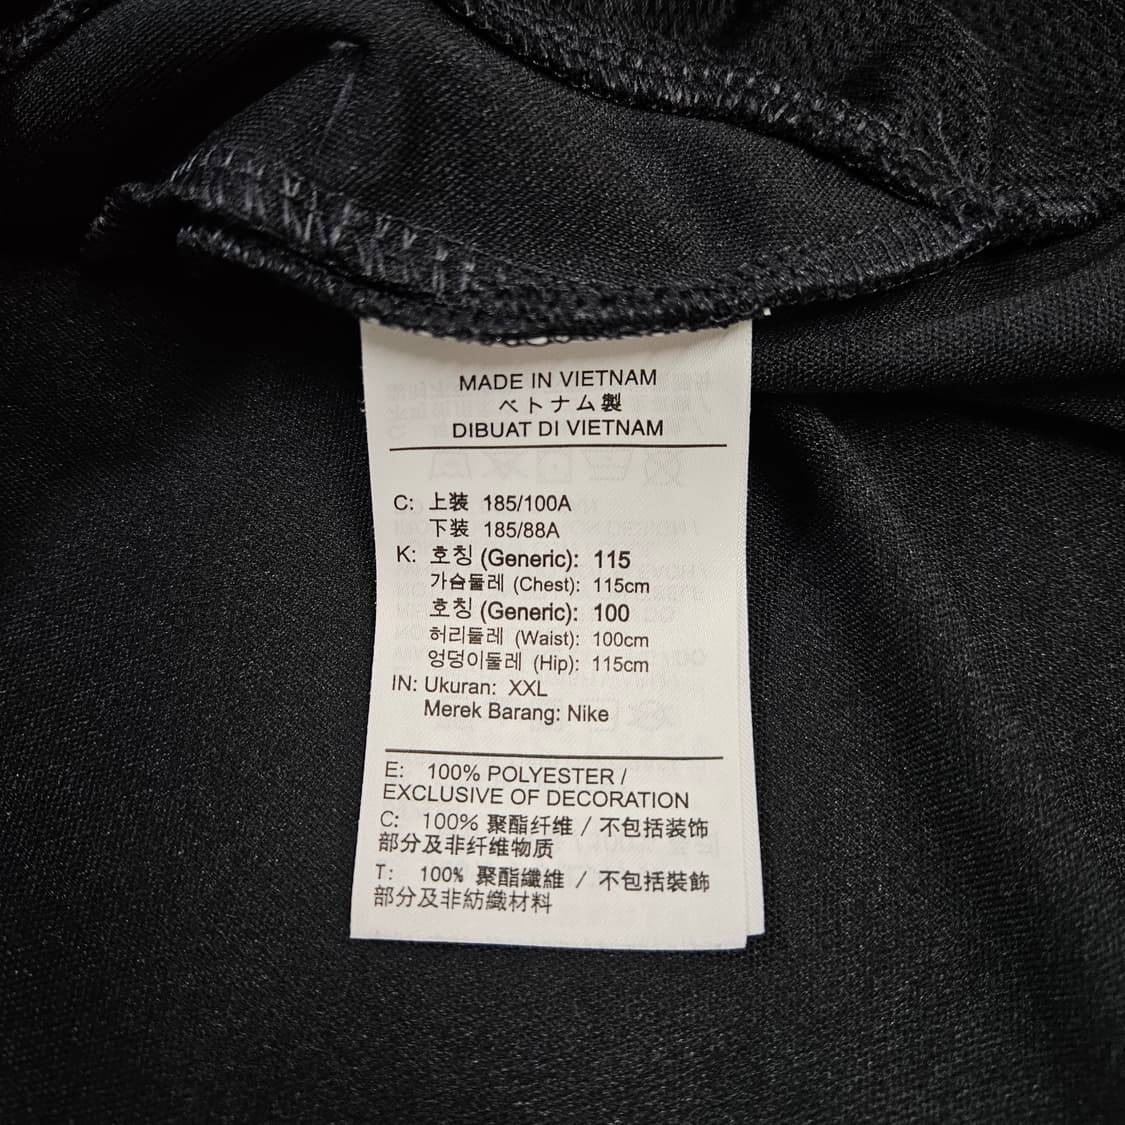 MADE IN VIETNAM
ベトナム製
DIBUAT DI VIETNAM
C: 上装 185/100A
下装 185/88A
K: 호칭 (Generic): 115
가슴둘레 (Chest): 115cm
호칭 (Generic): 100
허리둘레 (Waist): 100cm
엉덩이둘레 (Hip): 115cm
IN: Ukuran: XXL
Merek Barang: Nike
E: 100% POLYESTER /
EXCLUSIVE OF DECORATION
C: 100% 聚酯纤维 / 不包括装饰
部分及非纤维物质
T: 100% 聚酯纖維 / 不包括裝飾
部分及非紡織材料